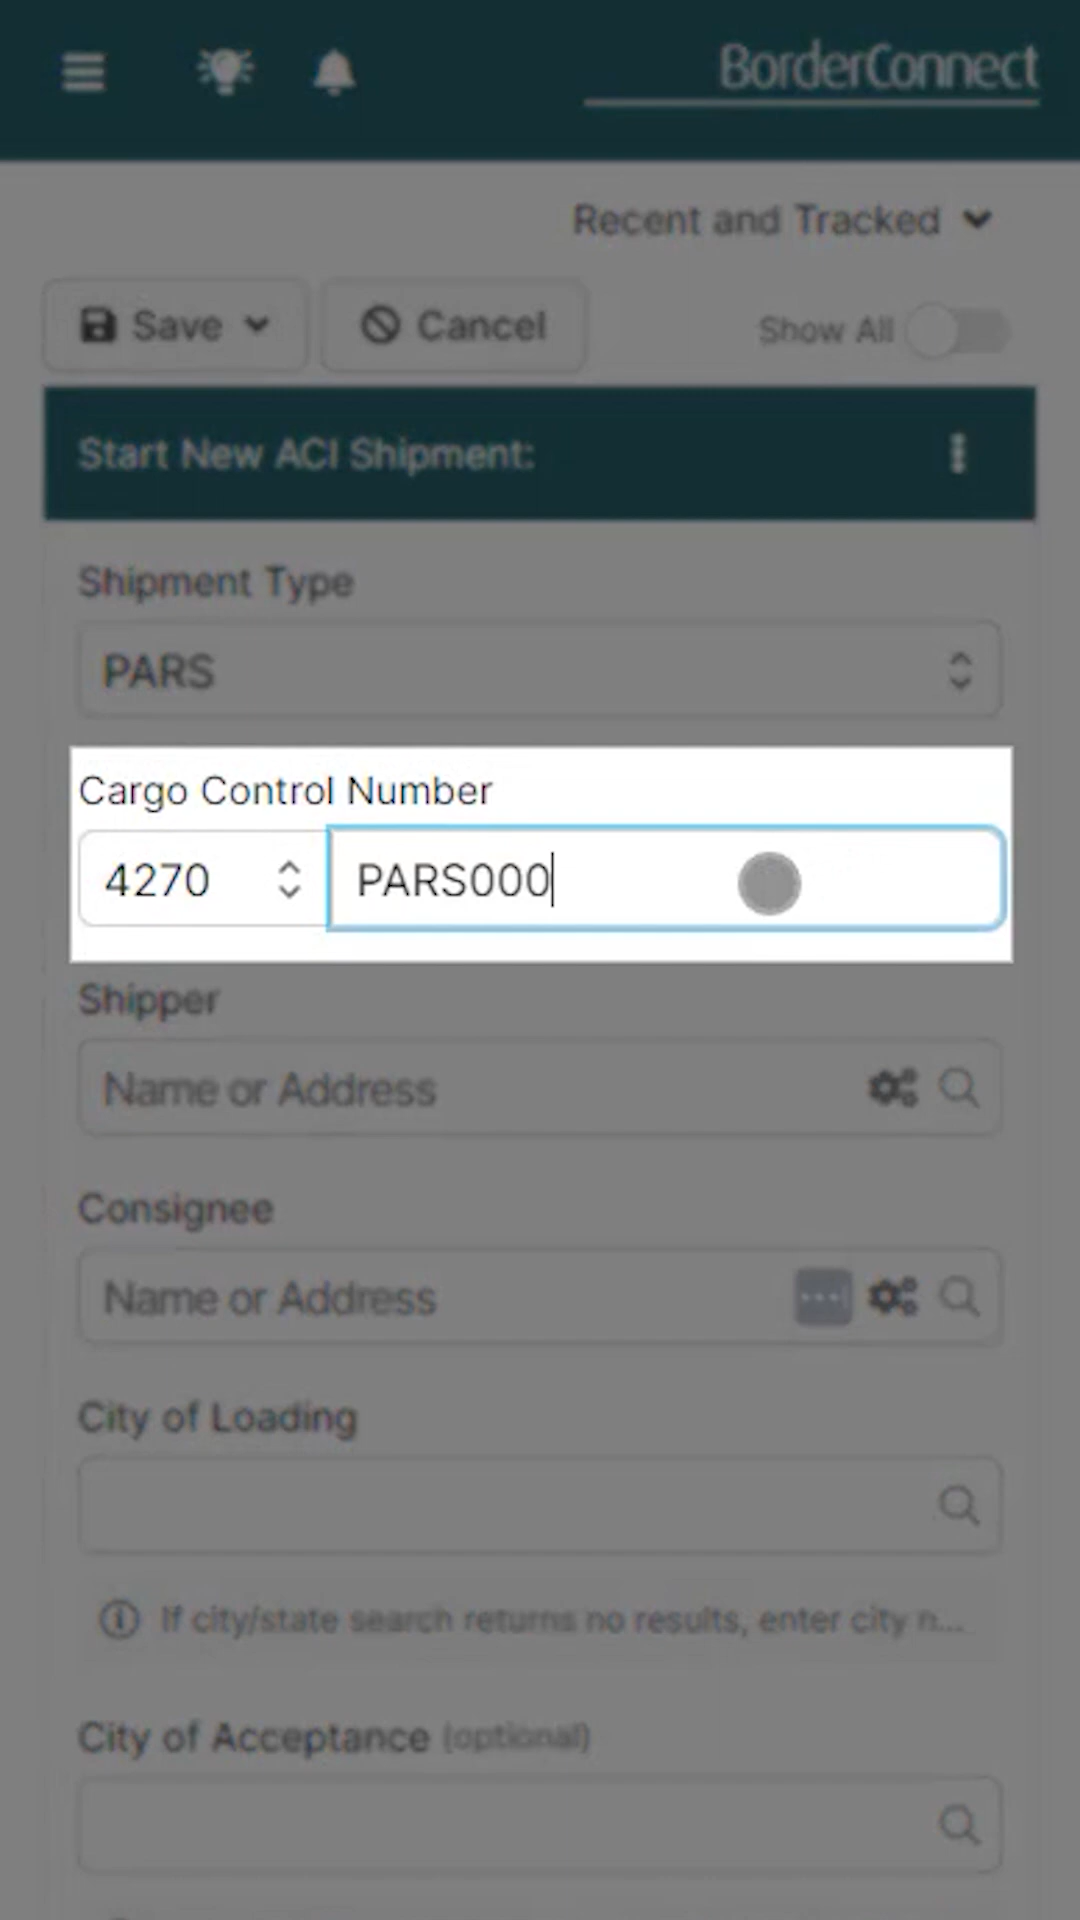 BorderConnect
Recent and Tracked
Save
Cancel
Show All
Start New ACI Shipment:
Shipment Type
PARS
Cargo Control Number
4270
PARS000
Shipper
Name or Address
Consignee
Name or Address
City of Loading
If city/state search returns no results, enter city n...
City of Acceptance (optional)